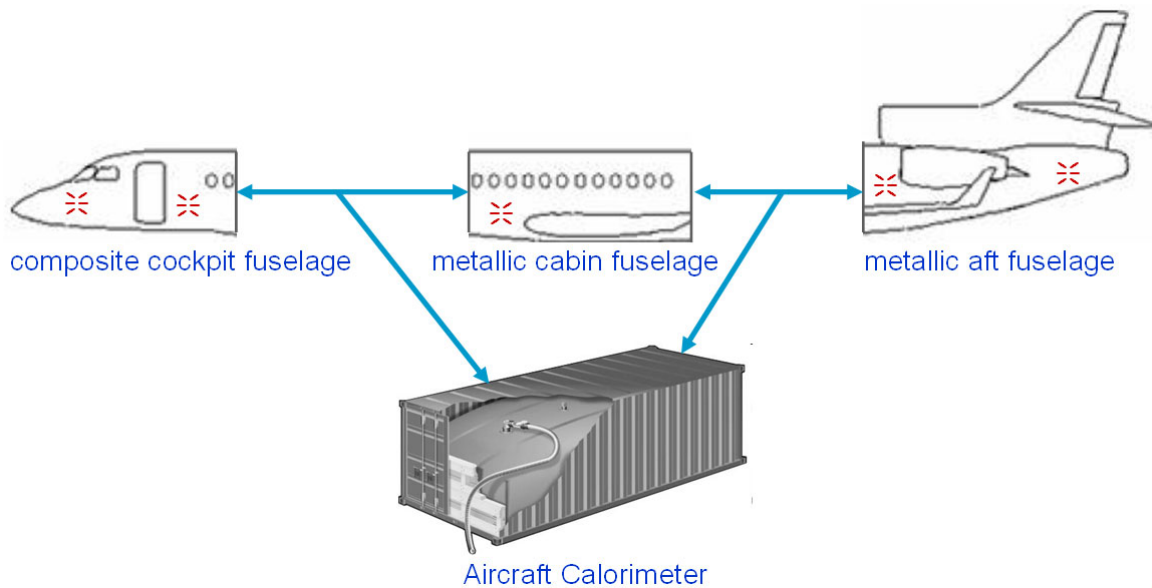 composite cockpit fuselage
metallic cabin fuselage
metallic aft fuselage
Aircraft Calorimeter